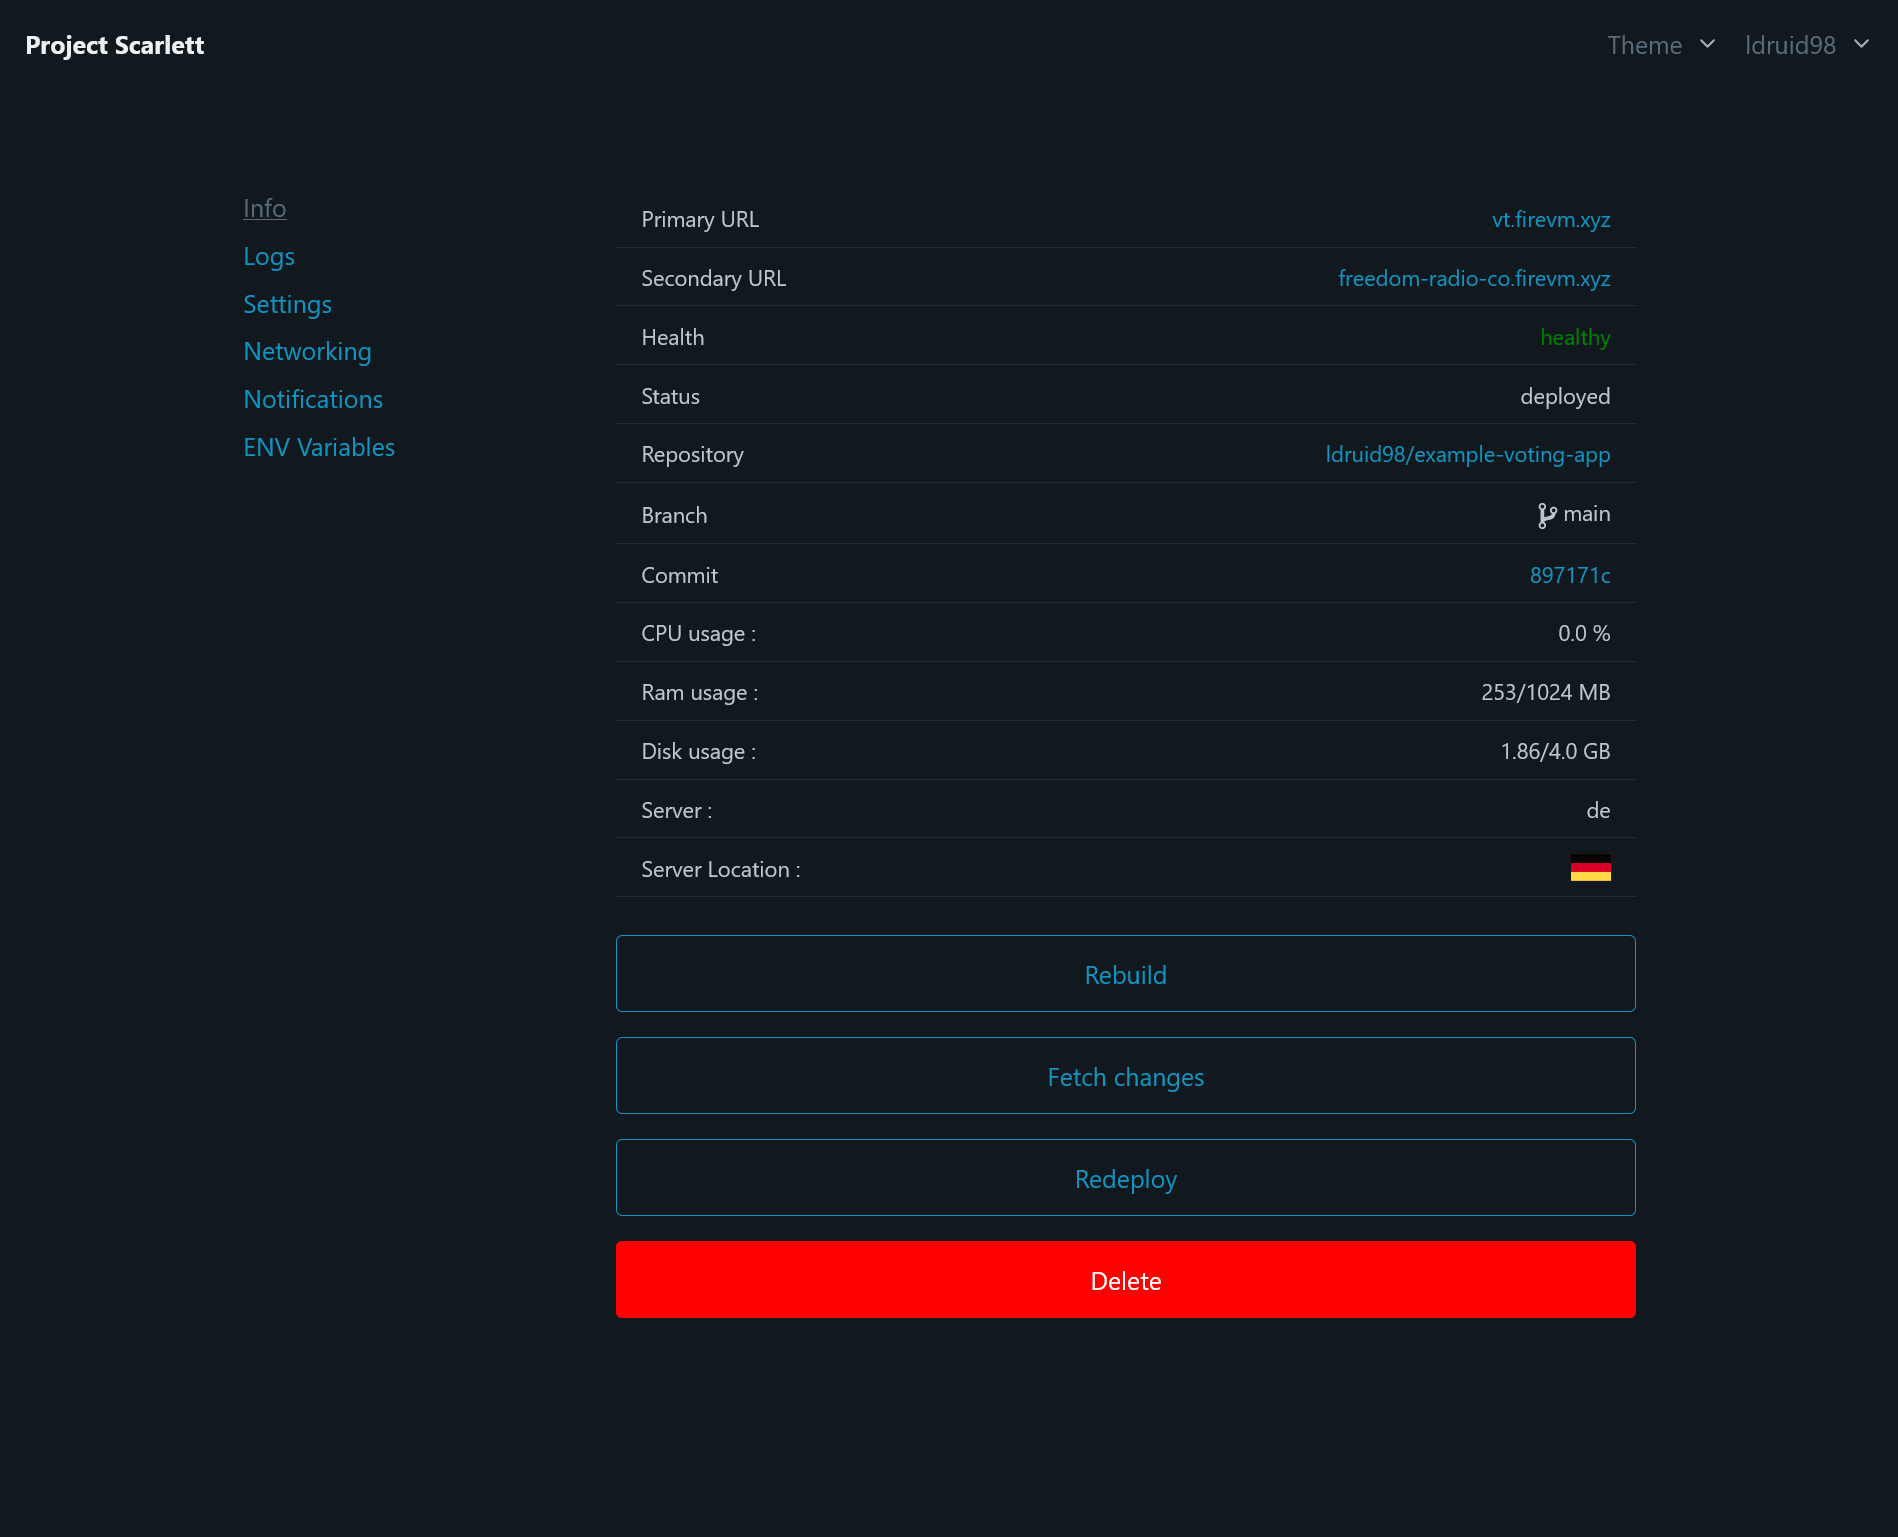 Project Scarlett
Theme
ldruid98
Info
Logs
Settings
Networking
Notifications
ENV Variables
Primary URL vt.firevm.xyz
Secondary URL freedom-radio-co.firevm.xyz
Health healthy
Status deployed
Repository ldruid98/example-voting-app
Branch main
Commit 897171c
CPU usage : 0.0 %
Ram usage : 253/1024 MB
Disk usage : 1.86/4.0 GB
Server : de
Server Location :
Rebuild
Fetch changes
Redeploy
Delete